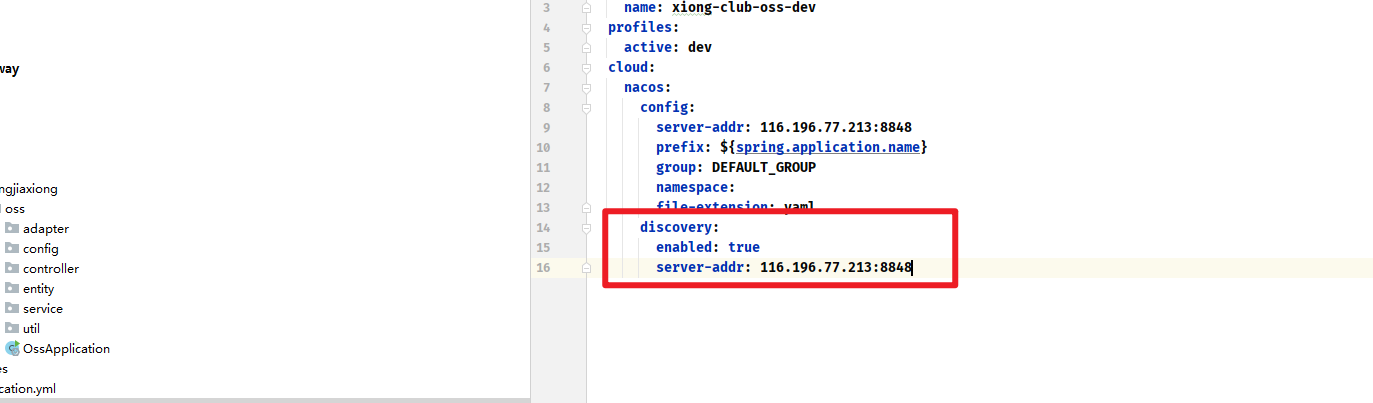 way
ngjiaxiong
oss
adapter
config
controller
entity
service
util
OssApplication
es
cation.yml
3 name: xiong-club-oss-dev
4 profiles:
5 active: dev
6 cloud:
7 nacos:
8 config:
9 server-addr: 116.196.77.213:8848
10 prefix: ${spring.application.name}
11 group: DEFAULT_GROUP
12 namespace:
13 file-extension: yaml
14 discovery:
15 enabled: true
16 server-addr: 116.196.77.213:8848